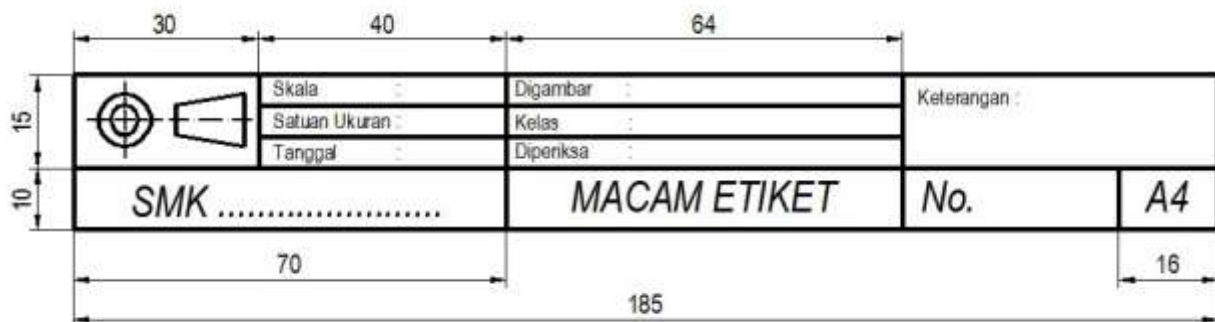 30 40 64
15
Skala :
Satuan Ukuran :
Tanggal :
Digambar :
Kelas :
Diperiksa :
Keterangan :
10
SMK ......................
MACAM ETIKET
No.
A4
70
16
185